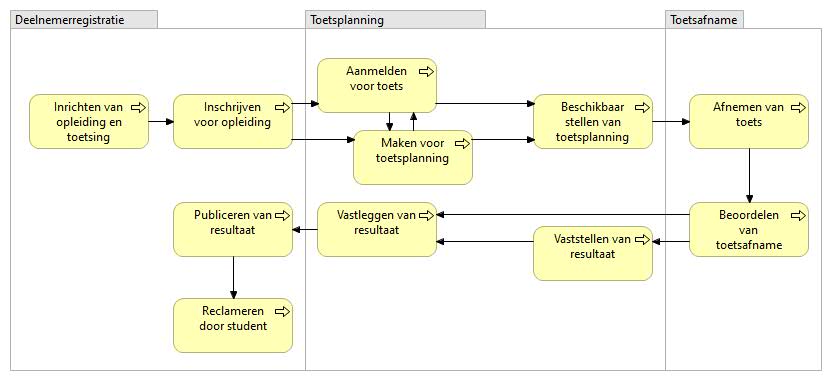 Deelnemerregistratie
Toetsplanning
Toetsafname
Inrichten van
opleiding en
toetsing
Inschrijven
voor opleiding
Aanmelden
voor toets
Maken voor
toetsplanning
Beschikbaar
stellen van
toetsplanning
Afnemen van
toets
Publiceren van
resultaat
Vastleggen van
resultaat
Vaststellen van
resultaat
Beoordelen
van
toetsafname
Reclameren
door student